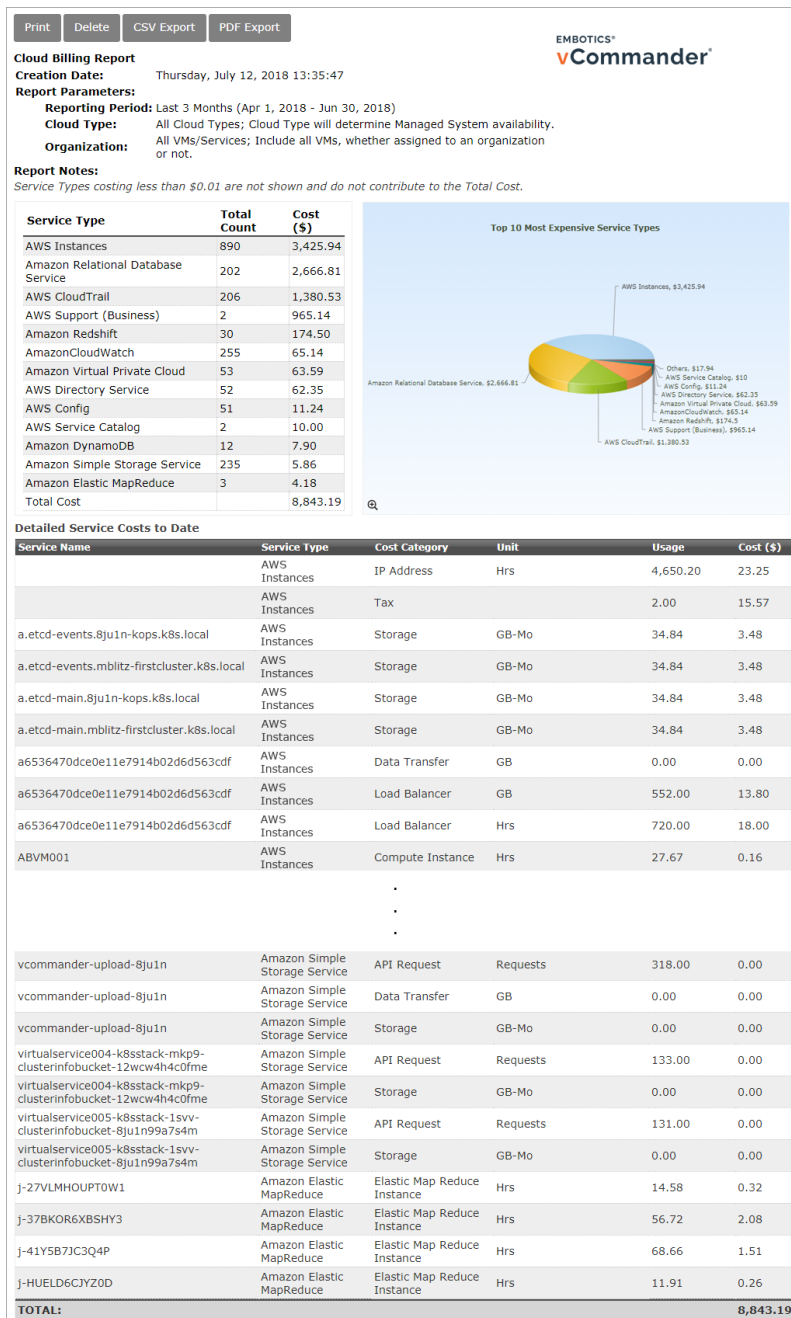 Print Delete CSV Export PDF Export
EMBOTICS®
vCommander®
Cloud Billing Report
Creation Date: Thursday, July 12, 2018 13:35:47
Report Parameters:
Reporting Period: Last 3 Months (Apr 1, 2018 - Jun 30, 2018)
Cloud Type: All Cloud Types; Cloud Type will determine Managed System availability.
Organization: All VMs/Services; Include all VMs, whether assigned to an organization
or not.
Report Notes:
Service Types costing less than $0.01 are not shown and do not contribute to the Total Cost.
Service Type Total Count Cost ($)
AWS Instances 890 3,425.94
Amazon Relational Database Service 202 2,666.81
AWS CloudTrail 206 1,380.53
AWS Support (Business) 2 965.14
Amazon Redshift 30 174.50
AmazonCloudWatch 255 65.14
Amazon Virtual Private Cloud 53 63.59
AWS Directory Service 52 62.35
AWS Config 51 11.24
AWS Service Catalog 2 10.00
Amazon DynamoDB 12 7.90
Amazon Simple Storage Service 235 5.86
Amazon Elastic MapReduce 3 4.18
Total Cost 8,843.19
Top 10 Most Expensive Service Types
AWS Instances, $3,425.94
Amazon Relational Database Service, $2,666.81
Others, $17.94
AWS Service Catalog, $10
AWS Config, $11.24
AWS Directory Service, $62.35
Amazon Virtual Private Cloud, $63.59
AmazonCloudWatch, $65.14
Amazon Redshift, $174.5
AWS Support (Business), $965.14
AWS CloudTrail, $1,380.53
Detailed Service Costs to Date
Service Name Service Type Cost Category Unit Usage Cost ($)
AWS Instances IP Address Hrs 4,650.20 23.25
AWS Instances Tax 2.00 15.57
a.etcd-events.8ju1n-kops.k8s.local AWS Instances Storage GB-Mo 34.84 3.48
a.etcd-events.mblitz-firstcluster.k8s.local AWS Instances Storage GB-Mo 34.84 3.48
a.etcd-main.8ju1n-kops.k8s.local AWS Instances Storage GB-Mo 34.84 3.48
a.etcd-main.mblitz-firstcluster.k8s.local AWS Instances Storage GB-Mo 34.84 3.48
a6536470dce0e11e7914b02d6d563cdf AWS Instances Data Transfer GB 0.00 0.00
a6536470dce0e11e7914b02d6d563cdf AWS Instances Load Balancer GB 552.00 13.80
a6536470dce0e11e7914b02d6d563cdf AWS Instances Load Balancer Hrs 720.00 18.00
ABVM001 AWS Instances Compute Instance Hrs 27.67 0.16
.
.
.
vcommander-upload-8ju1n Amazon Simple Storage Service API Request Requests 318.00 0.00
vcommander-upload-8ju1n Amazon Simple Storage Service Data Transfer GB 0.00 0.00
vcommander-upload-8ju1n Amazon Simple Storage Service Storage GB-Mo 0.00 0.00
virtualservice004-k8sstack-mkp9-clusterinfobucket-12wcw4h4c0fme Amazon Simple Storage Service API Request Requests 133.00 0.00
virtualservice004-k8sstack-mkp9-clusterinfobucket-12wcw4h4c0fme Amazon Simple Storage Service Storage GB-Mo 0.00 0.00
virtualservice005-k8sstack-1svv-clusterinfobucket-8ju1n99a7s4m Amazon Simple Storage Service API Request Requests 131.00 0.00
virtualservice005-k8sstack-1svv-clusterinfobucket-8ju1n99a7s4m Amazon Simple Storage Service Storage GB-Mo 0.00 0.00
j-27VLMHOUPT0W1 Amazon Elastic MapReduce Elastic Map Reduce Instance Hrs 14.58 0.32
j-37BKOR6XBSHY3 Amazon Elastic MapReduce Elastic Map Reduce Instance Hrs 56.72 2.08
j-41Y5B7JC3Q4P Amazon Elastic MapReduce Elastic Map Reduce Instance Hrs 68.66 1.51
j-HUELD6CJYZ0D Amazon Elastic MapReduce Elastic Map Reduce Instance Hrs 11.91 0.26
TOTAL: 8,843.19